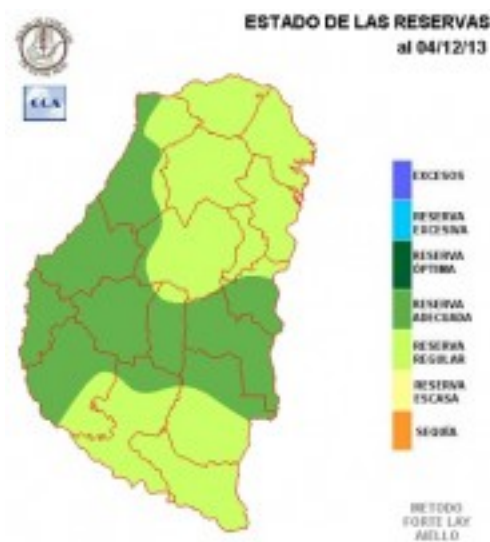 ESTADO DE LAS RESERVAS
al 04/12/13
CCA
EXCESOS
RESERVA
EXCESIVA
RESERVA
ÓPTIMA
RESERVA
ADECUADA
RESERVA
REGULAR
RESERVA
ESCASA
SEQUÍA
METODO
FORTE LAY
AIELLO